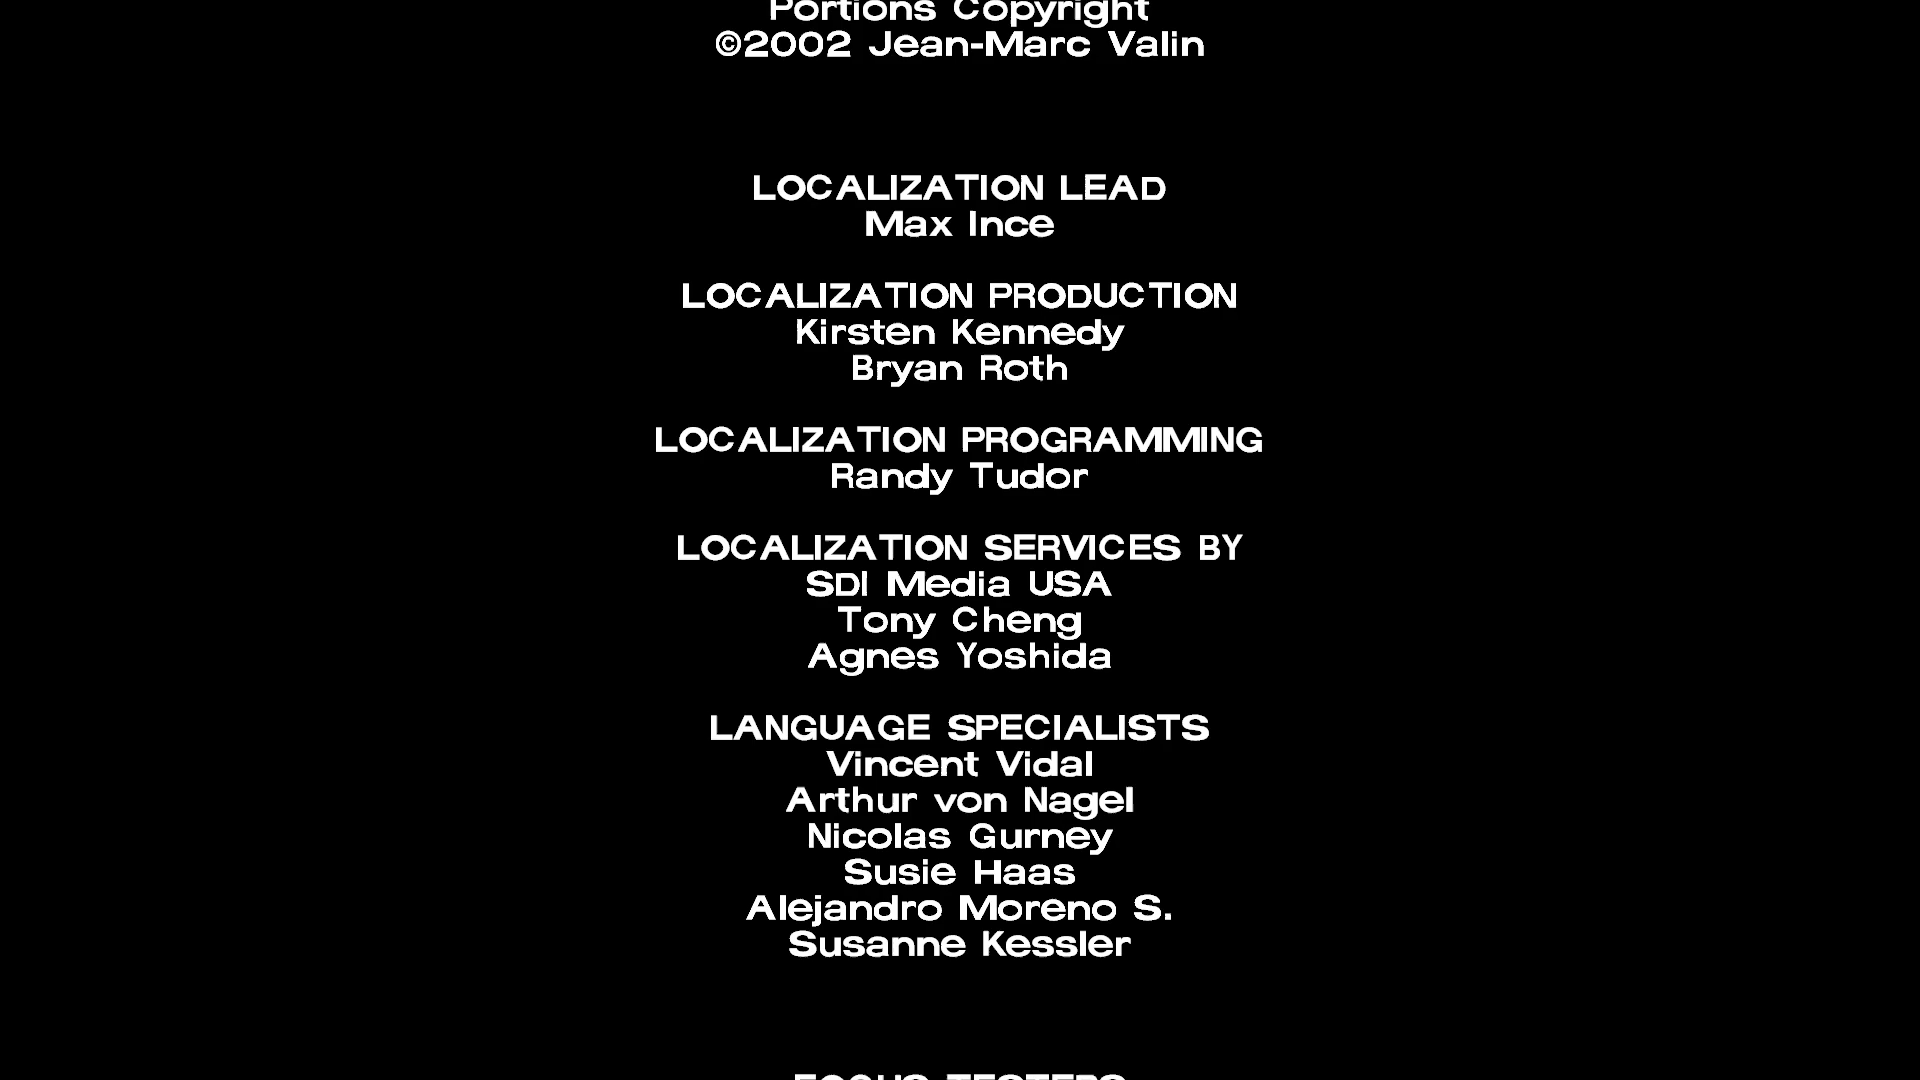 Portions Copyright
©2002 Jean-Marc Valin
LOCALIZATION LEAD
Max Ince
LOCALIZATION PRODUCTION
Kirsten Kennedy
Bryan Roth
LOCALIZATION PROGRAMMING
Randy Tudor
LOCALIZATION SERVICES BY
SDI Media USA
Tony Cheng
Agnes Yoshida
LANGUAGE SPECIALISTS
Vincent Vidal
Arthur von Nagel
Nicolas Gurney
Susie Haas
Alejandro Moreno S.
Susanne Kessler
FOCUS TESTERS